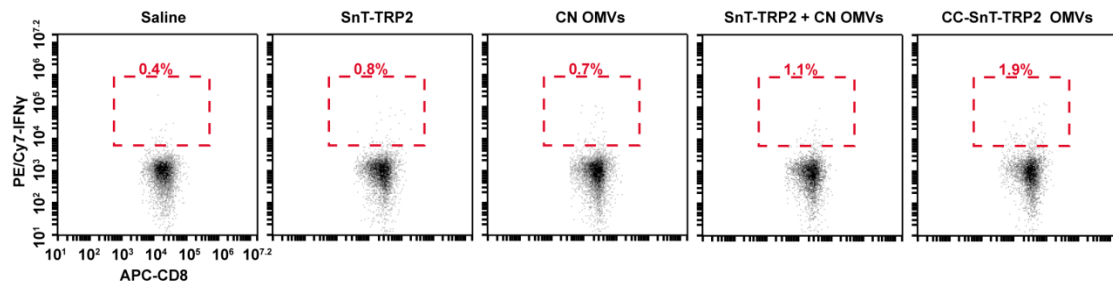 Saline
SnT-TRP2
CN OMVs
SnT-TRP2 + CN OMVs
CC-SnT-TRP2 OMVs
PE/Cy7-IFNγ
10^7.2
10^6
10^5
10^4
10^3
10^2
10^1
0.4%
0.8%
0.7%
1.1%
1.9%
10^1 10^2 10^3 10^4 10^5 10^6 10^7.2
APC-CD8